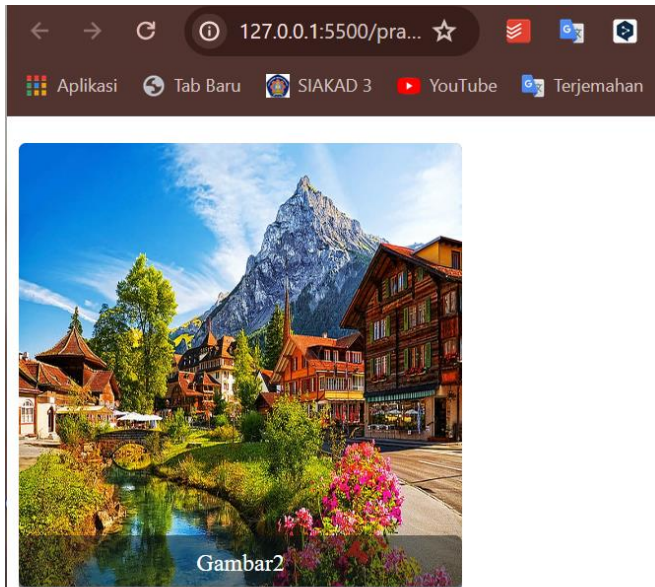 127.0.0.1:5500/pra...
Aplikasi Tab Baru SIAKAD 3 YouTube Terjemahan
Gambar2